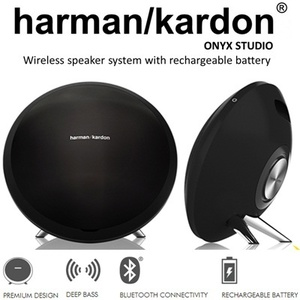 harman/kardon®
ONYX STUDIO
Wireless speaker system with rechargeable battery
harman/kardon
PREMIUM DESIGN
DEEP BASS
BLUETOOTH CONNECTIVITY
RECHARGEABLE BATTERY